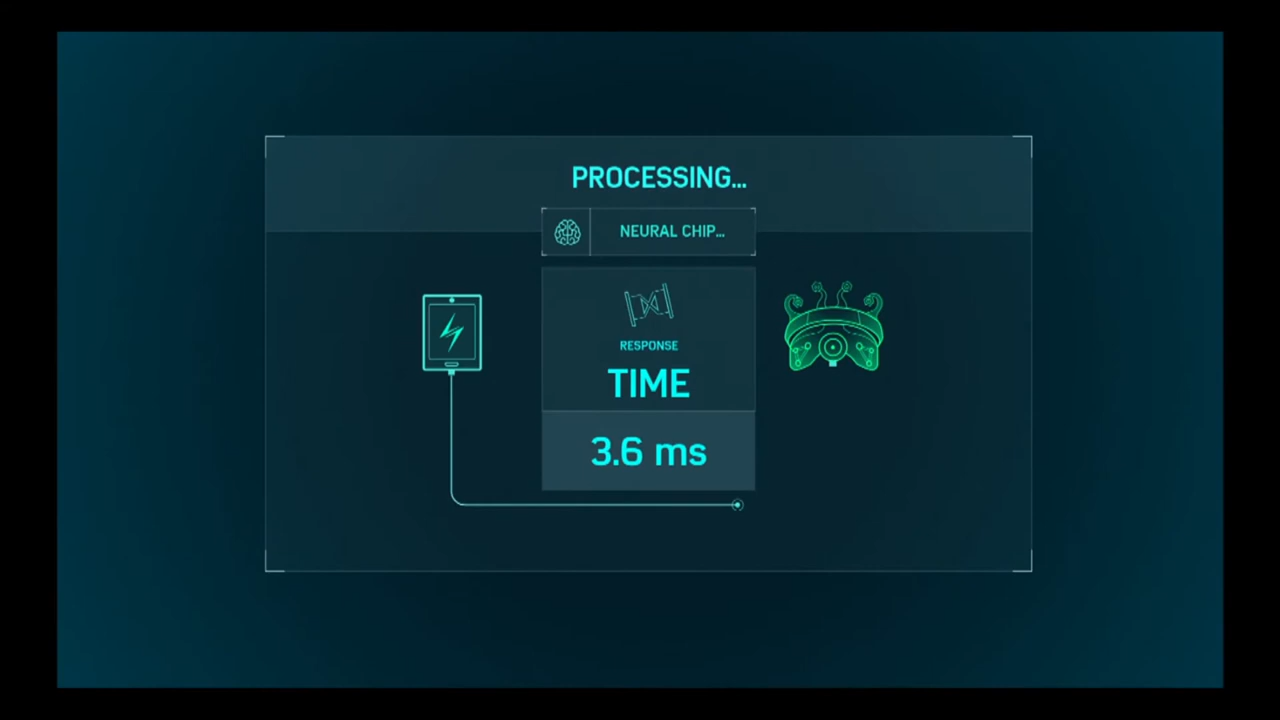 PROCESSING...
NEURAL CHIP...
RESPONSE
TIME
3.6 ms